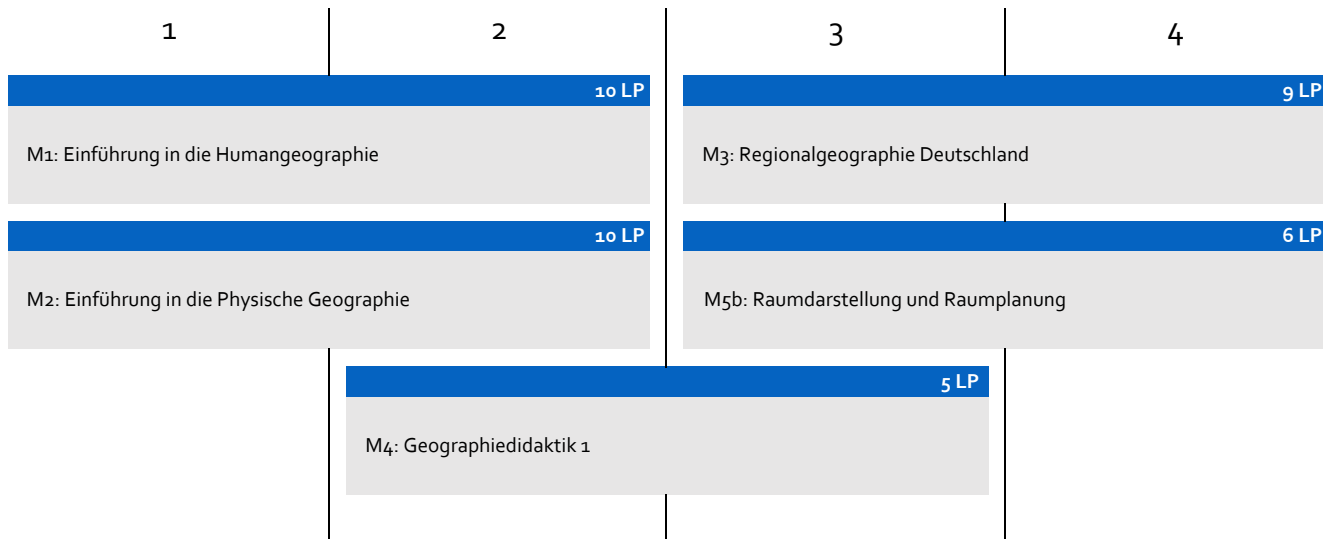 1
2
3
4
10 LP
9 LP
M1: Einführung in die Humangeographie
M3: Regionalgeographie Deutschland
10 LP
6 LP
M2: Einführung in die Physische Geographie
M5b: Raumdarstellung und Raumplanung
5 LP
M4: Geographiedidaktik 1